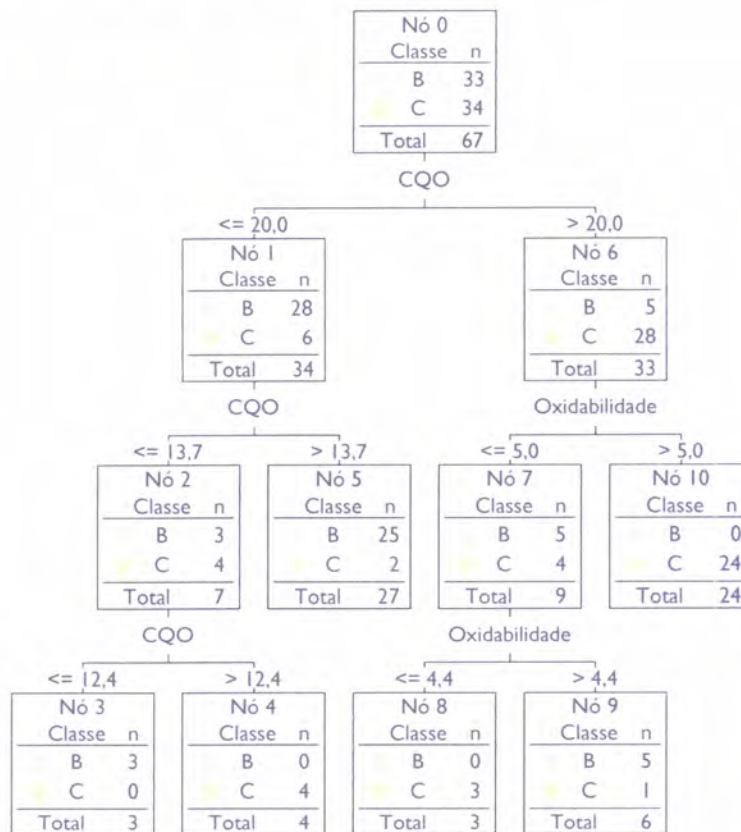 Nó 0
Classe n
B 33
C 34
Total 67
CQO
<= 20,0
> 20,0
Nó 1
Classe n
B 28
C 6
Total 34
CQO
Nó 6
Classe n
B 5
C 28
Total 33
Oxidabilidade
<= 13,7
> 13,7
<= 5,0
> 5,0
Nó 2
Classe n
B 3
C 4
Total 7
CQO
Nó 5
Classe n
B 25
C 2
Total 27
Nó 7
Classe n
B 5
C 4
Total 9
Oxidabilidade
Nó 10
Classe n
B 0
C 24
Total 24
<= 12,4
> 12,4
<= 4,4
> 4,4
Nó 3
Classe n
B 3
C 0
Total 3
Nó 4
Classe n
B 0
C 4
Total 4
Nó 8
Classe n
B 0
C 3
Total 3
Nó 9
Classe n
B 5
C 1
Total 6